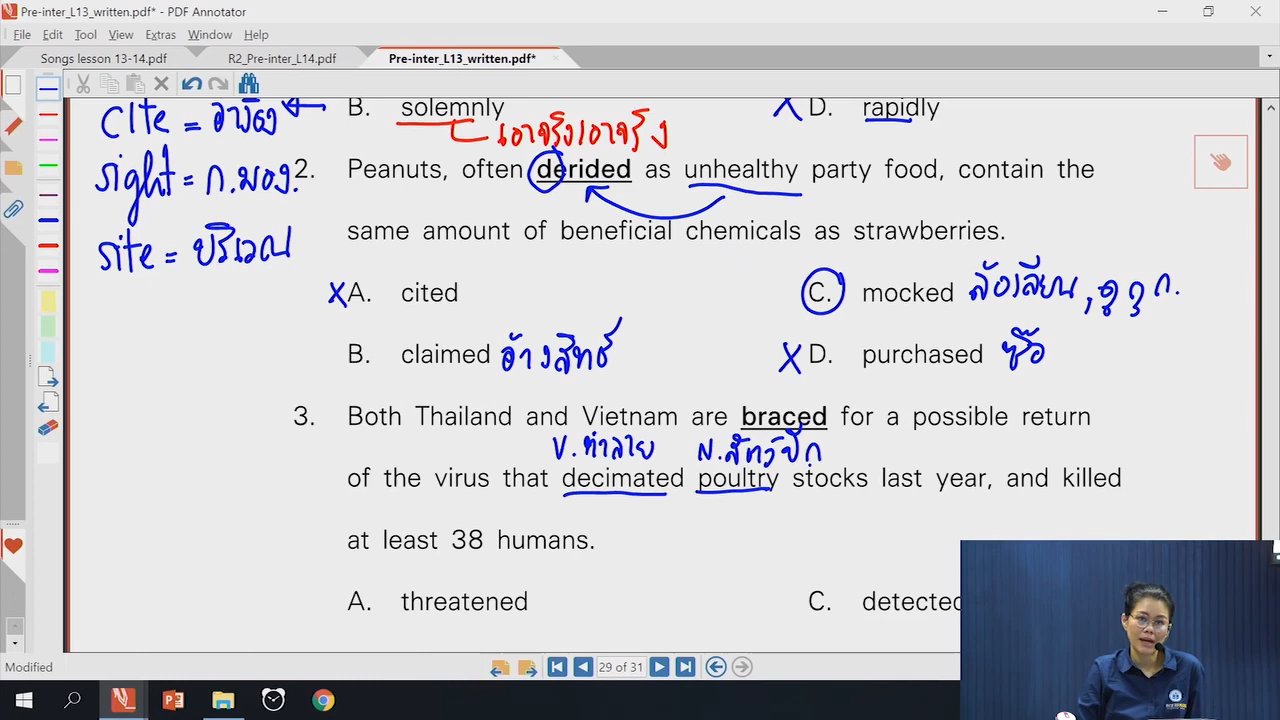 Pre-inter_L13_written.pdf* - PDF Annotator
File Edit Tool View Extras Window Help
Songs lesson 13-14.pdf R2_Pre-inter_L14.pdf Pre-inter_L13_written.pdf*
cite = อ้างอิง B. solemnly X D. rapidly
เอาจริงเอาจริง
sight = ก.มอง. 2. Peanuts, often derided as unhealthy party food, contain the
site = บริเวณ same amount of beneficial chemicals as strawberries.
X A. cited C. mocked ล้อเลียน, ดูถูก.
B. claimed อ้างสิทธิ์ X D. purchased ซื้อ
3. Both Thailand and Vietnam are braced for a possible return
V. ทำลาย N. สัตว์ปีก
of the virus that decimated poultry stocks last year, and killed
at least 38 humans.
A. threatened C. detected
Modified 29 of 31